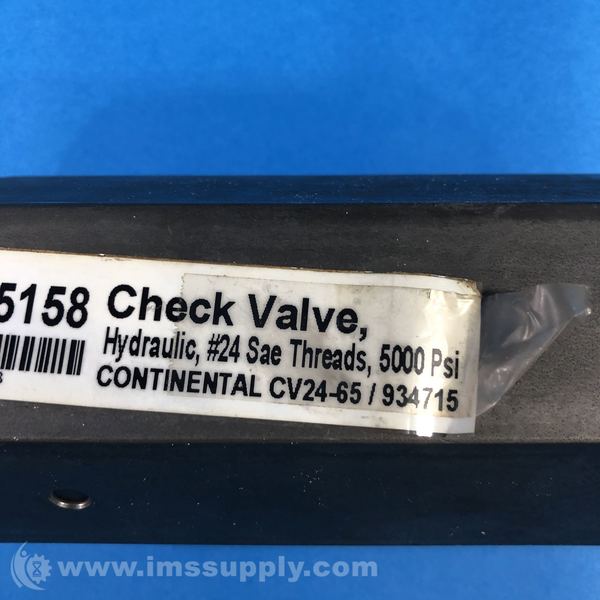 5158
Check Valve,
Hydraulic, #24 Sae Threads, 5000 Psi
CONTINENTAL CV24-65 / 934715
www.imssupply.com